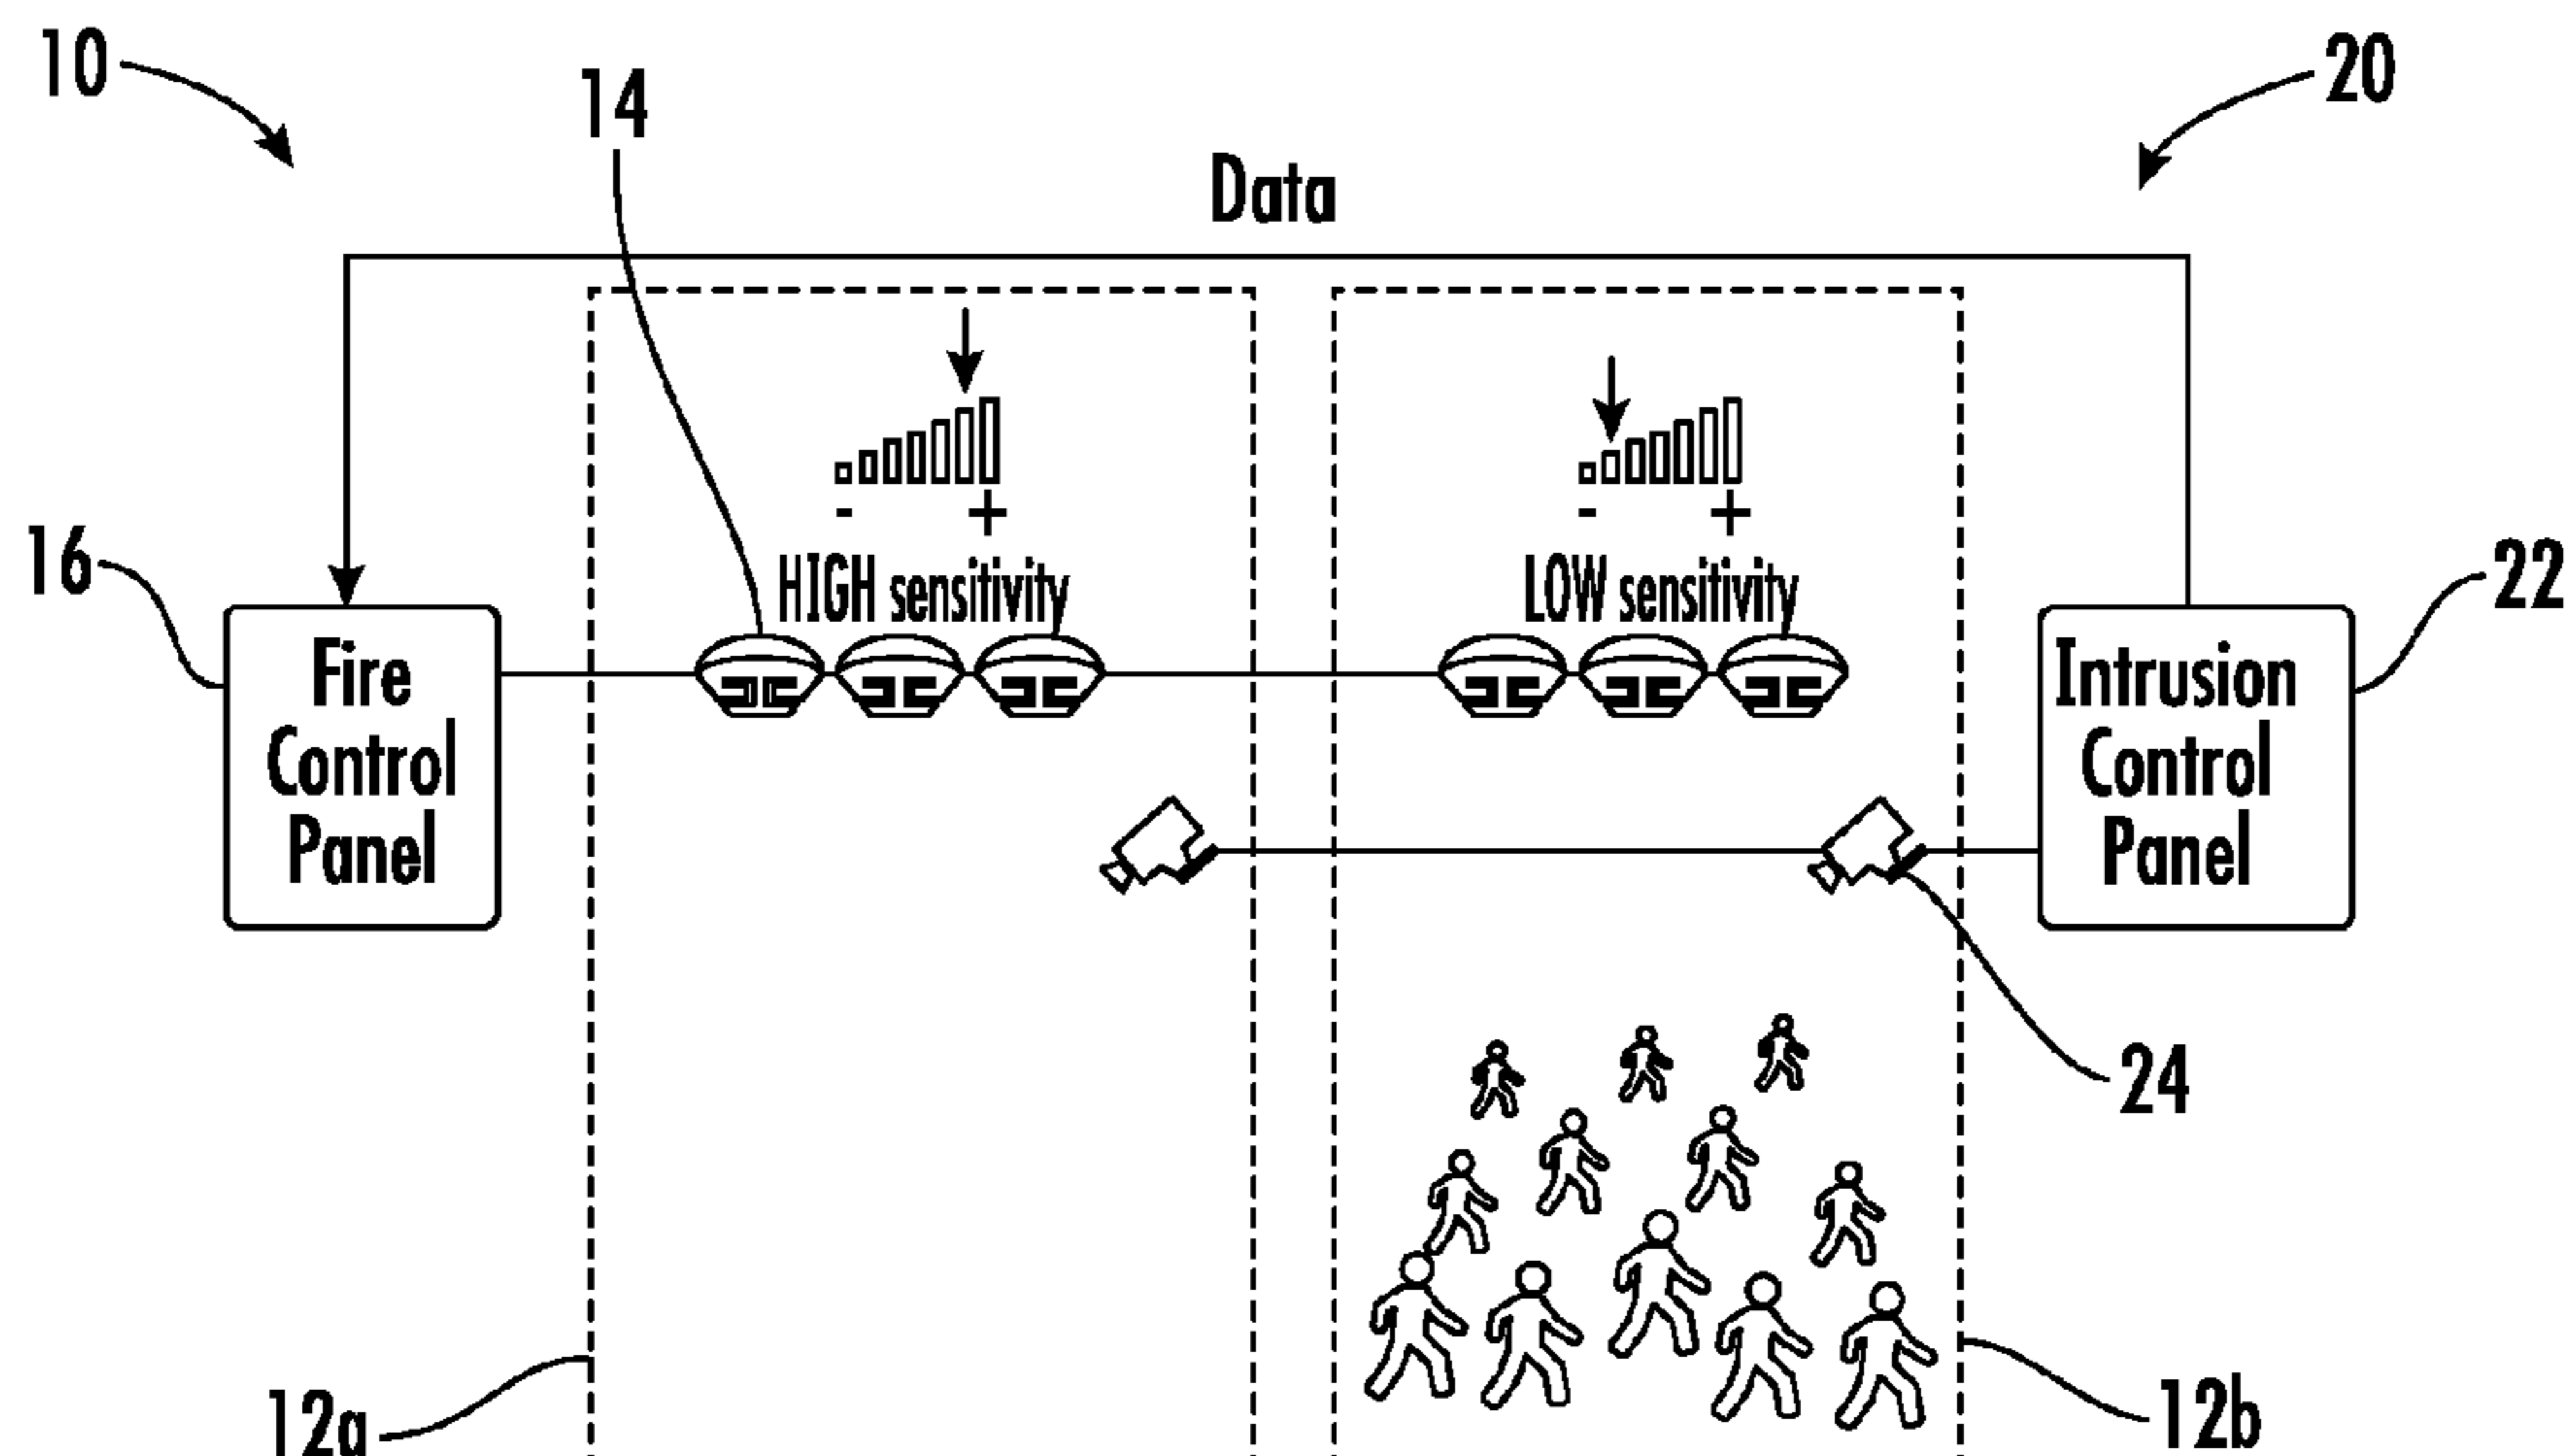 10
14
20
Data
- +
- +
HIGH sensitivity
LOW sensitivity
16
22
Fire
Control
Panel
Intrusion
Control
Panel
24
12a
12b